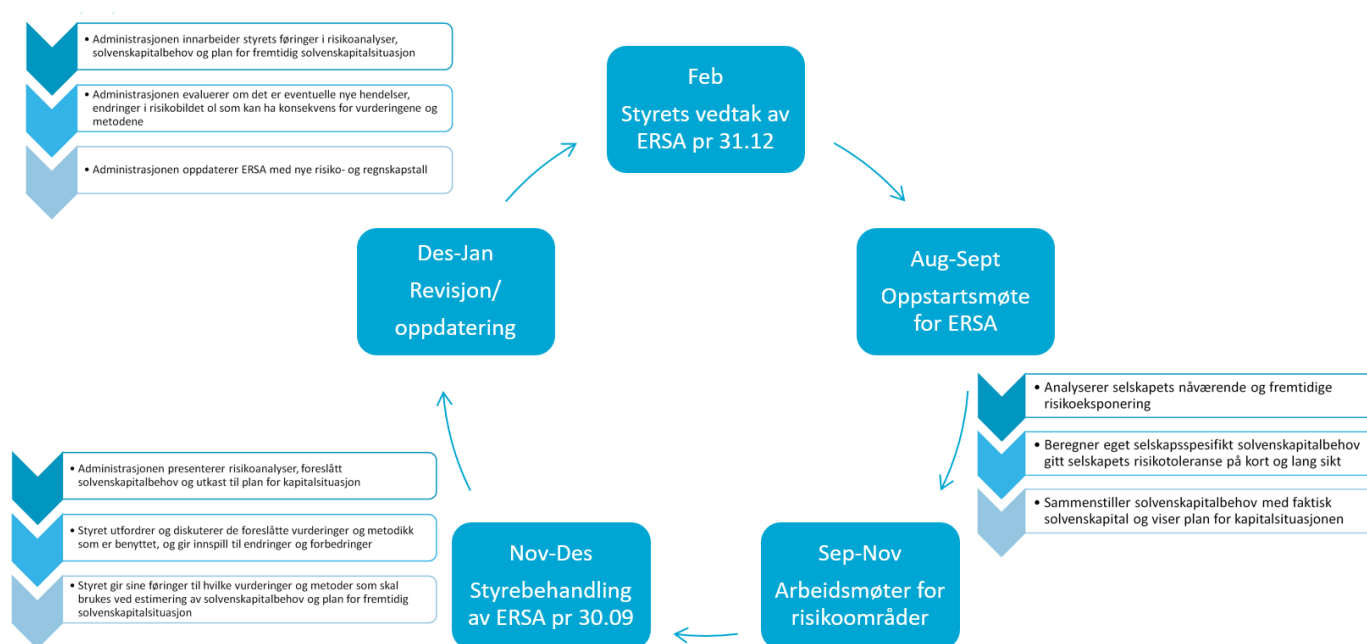 • Administrasjonen innarbeider styrets føringer i risikoanalyser,
solvenskapitalbehov og plan for fremtidig solvenskapitalsituasjon
• Administrasjonen evaluerer om det er eventuelle nye hendelser,
endringer i risikobildet ol som kan ha konsekvens for vurderingene og
metodene
• Administrasjonen oppdaterer ERSA med nye risiko- og regnskapstall
Feb
Styrets vedtak av
ERSA pr 31.12
Aug-Sept
Oppstartsmøte
for ERSA
• Analyserer selskapets nåværende og fremtidige
risikoeksponering
• Beregner eget selskapsspesifikt solvenskapitalbehov
gitt selskapets risikotoleranse på kort og lang sikt
• Sammenstiller solvenskapitalbehov med faktisk
solvenskapital og viser plan for kapitalsituasjonen
Sep-Nov
Arbeidsmøter for
risikoområder
Nov-Des
Styrebehandling
av ERSA pr 30.09
• Administrasjonen presenterer risikoanalyser, foreslått
solvenskapitalbehov og utkast til plan for kapitalsituasjon
• Styret utfordrer og diskuterer de foreslåtte vurderinger og metodikk
som er benyttet, og gir innspill til endringer og forbedringer
• Styret gir sine føringer til hvilke vurderinger og metoder som skal
brukes ved estimering av solvenskapitalbehov og plan for fremtidig
solvenskapitalsituasjon
Des-Jan
Revisjon/
oppdatering